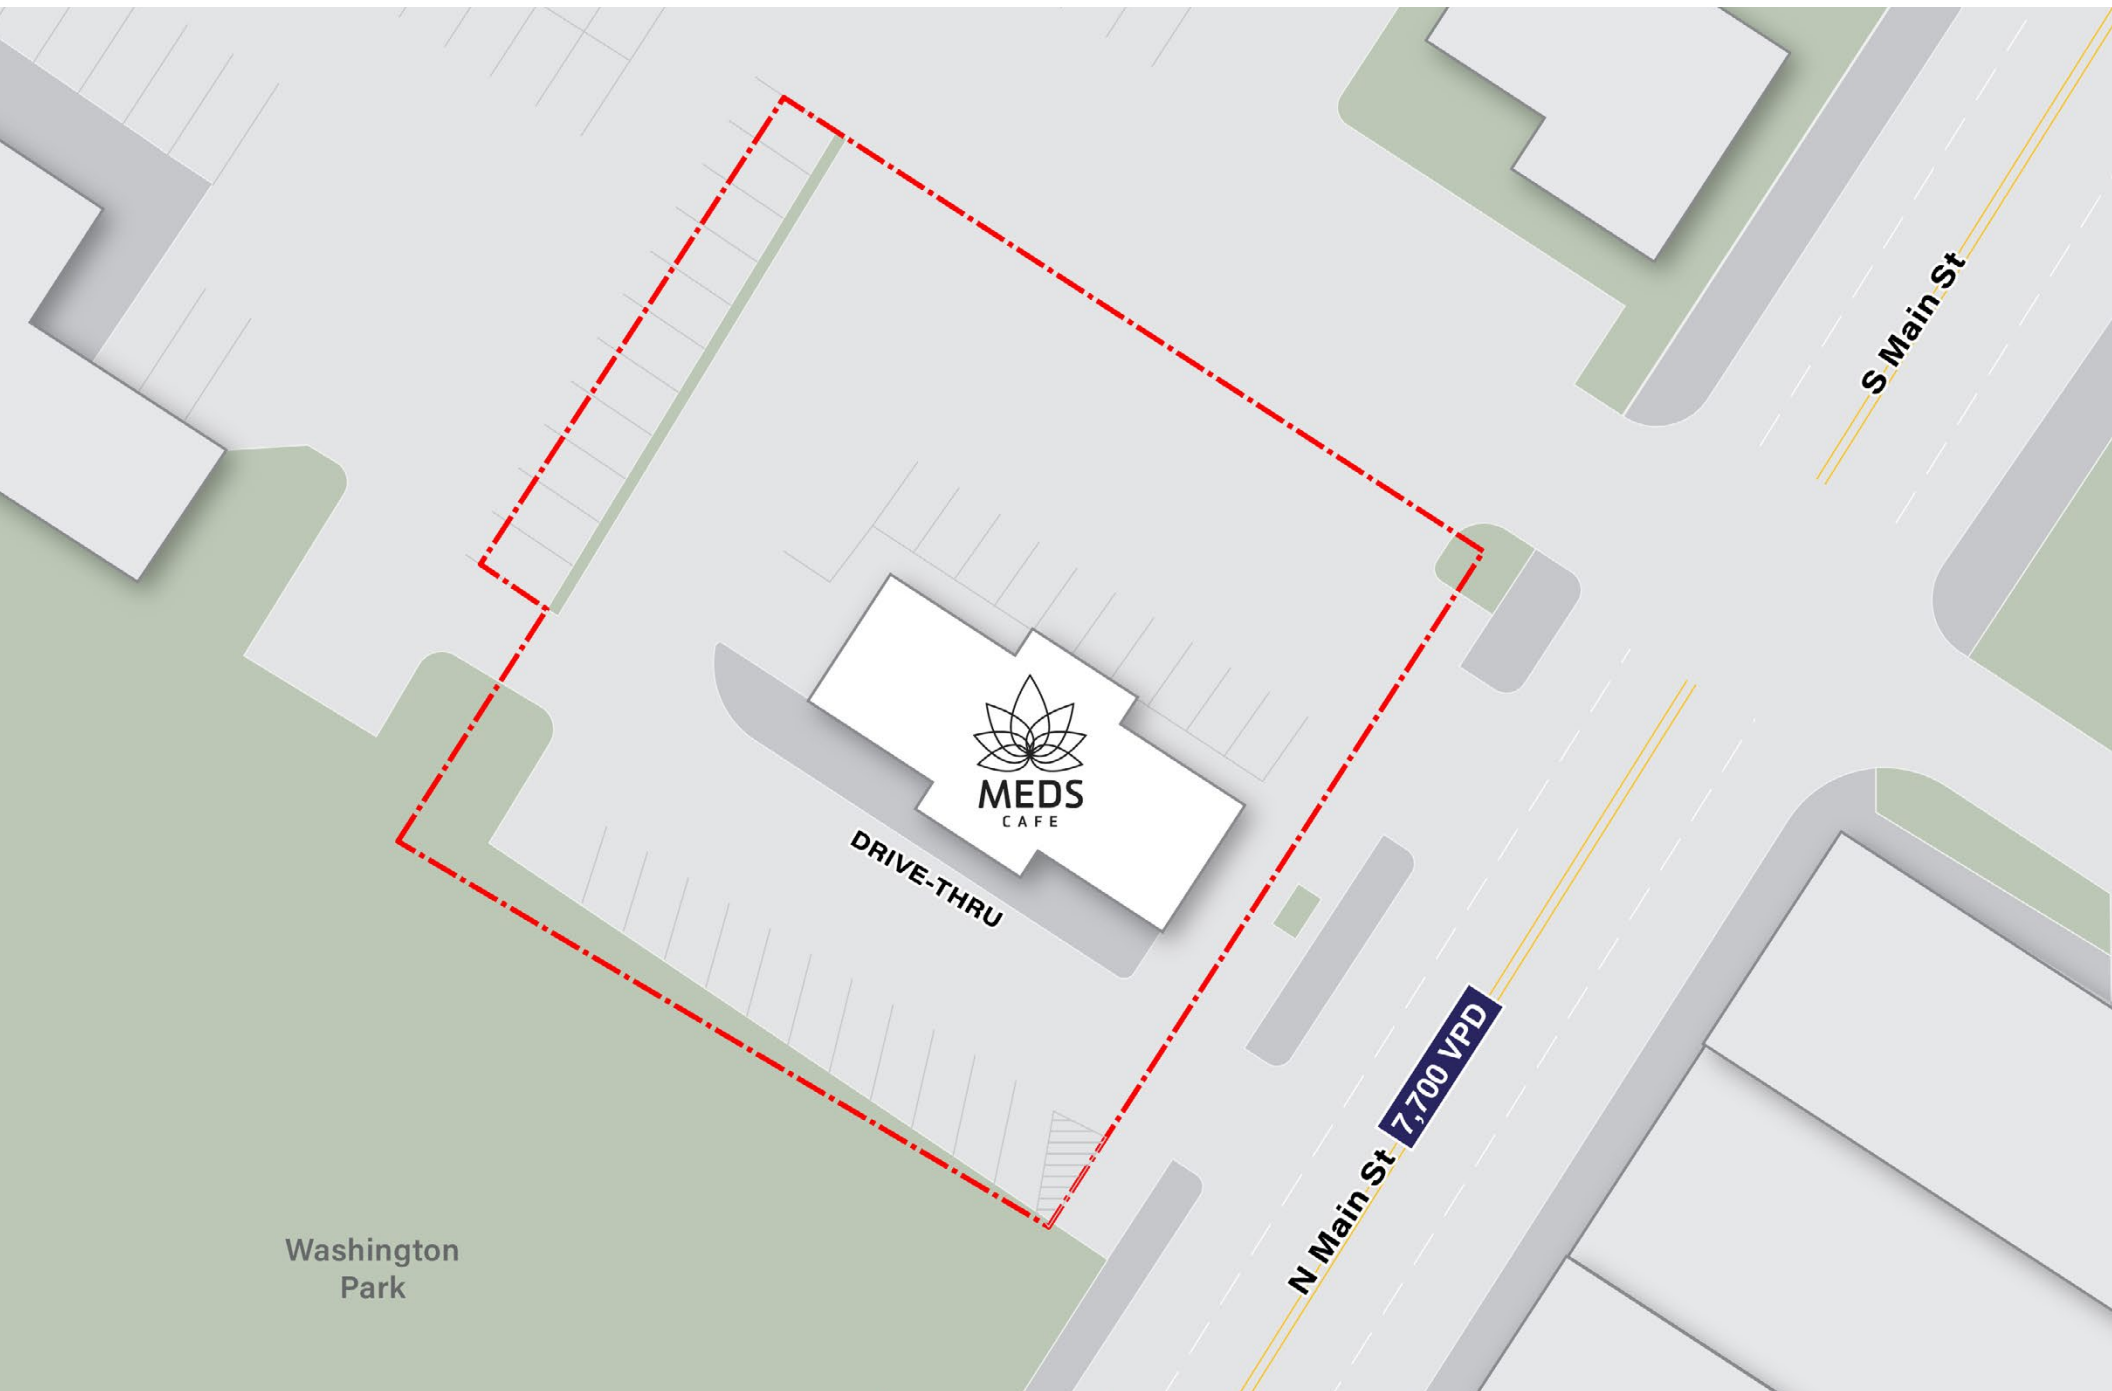 S Main St
MEDS
CAFE
DRIVE-THRU
7,700 VPD
N Main St
Washington
Park